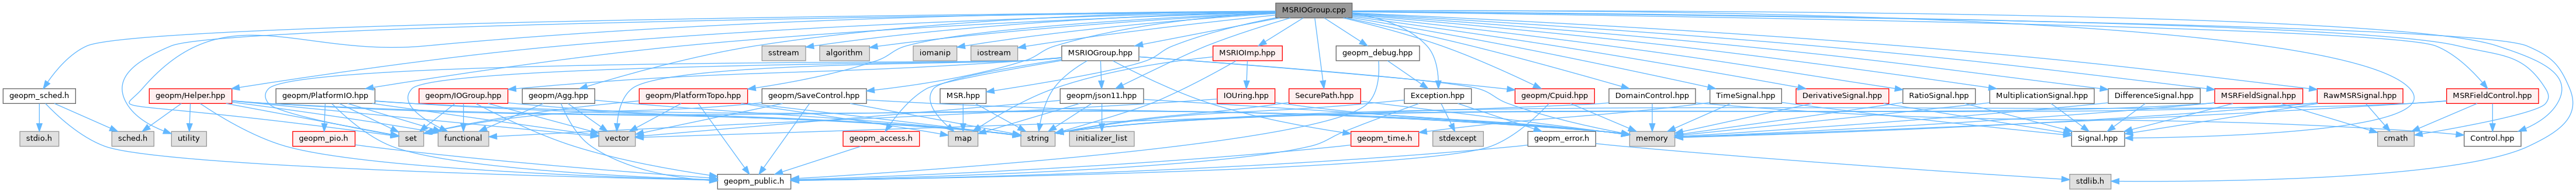 MSRIOGroup.cpp
sstream
algorithm
iomanip
iostream
MSRIOGroup.hpp
MSRIOImp.hpp
geopm_debug.hpp
geopm_sched.h
geopm/Helper.hpp
geopm/PlatformIO.hpp
geopm/IOGroup.hpp
geopm/Agg.hpp
geopm/PlatformTopo.hpp
geopm/SaveControl.hpp
MSR.hpp
geopm/json11.hpp
IOUring.hpp
SecurePath.hpp
Exception.hpp
geopm/Cpuid.hpp
DomainControl.hpp
TimeSignal.hpp
DerivativeSignal.hpp
RatioSignal.hpp
MultiplicationSignal.hpp
DifferenceSignal.hpp
MSRFieldSignal.hpp
RawMSRSignal.hpp
MSRFieldControl.hpp
stdio.h
sched.h
utility
geopm_pio.h
set
functional
vector
geopm_access.h
map
string
initializer_list
geopm_time.h
stdexcept
geopm_error.h
memory
Signal.hpp
cmath
Control.hpp
geopm_public.h
stdlib.h